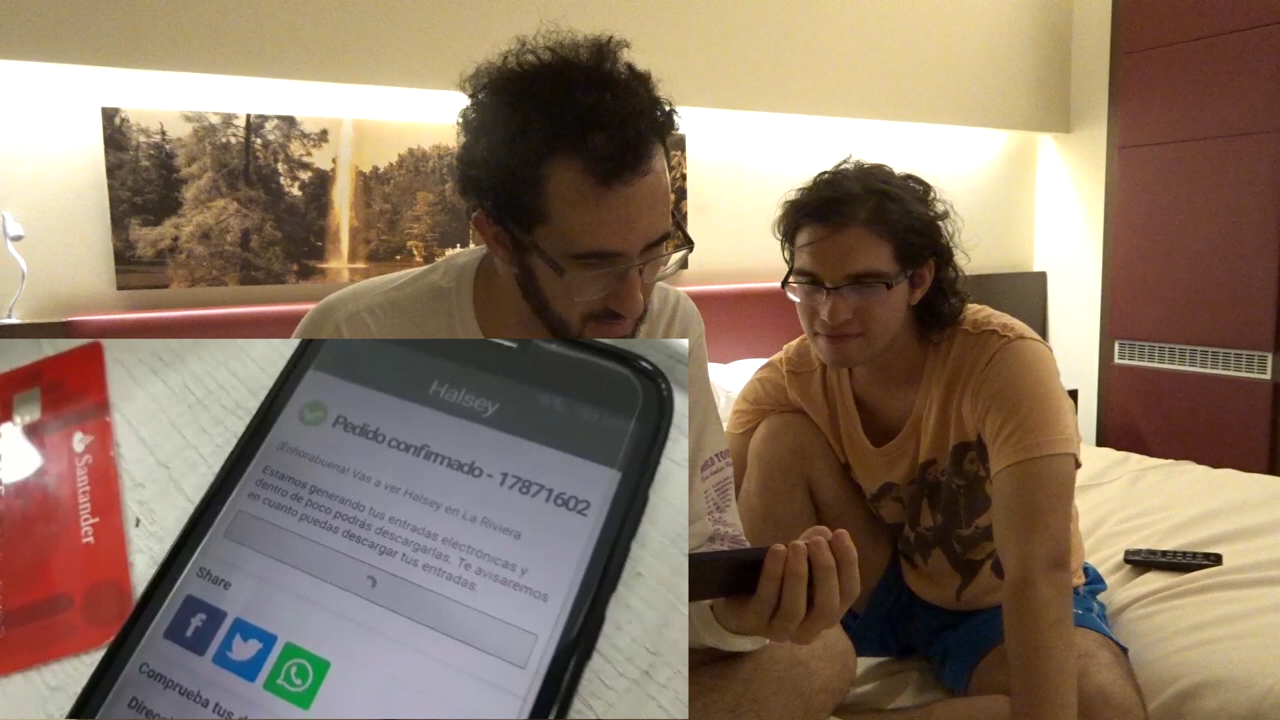 Santander
Halsey
Pedido confirmado - 17871602
¡Enhorabuena! Vas a ver Halsey en La Riviera
Estamos generando tus entradas electrónicas y
dentro de poco podrás descargarlas. Te avisaremos
en cuanto puedas descargar tus entradas.
Share
Comprueba tus d
Direcc